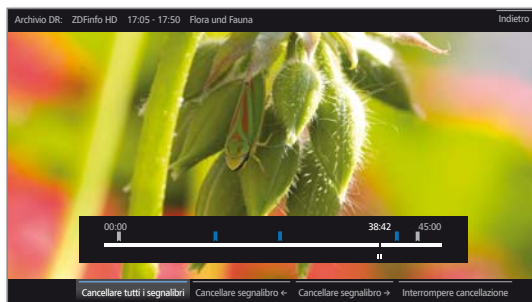 Archivio DR: ZDFinfo HD 17:05 - 17:50 Flora und Fauna Indietro
00:00 38:42 45:00
Cancellare tutti i segnalibri Cancellare segnalibro ← Cancellare segnalibro → Interrompere cancellazione